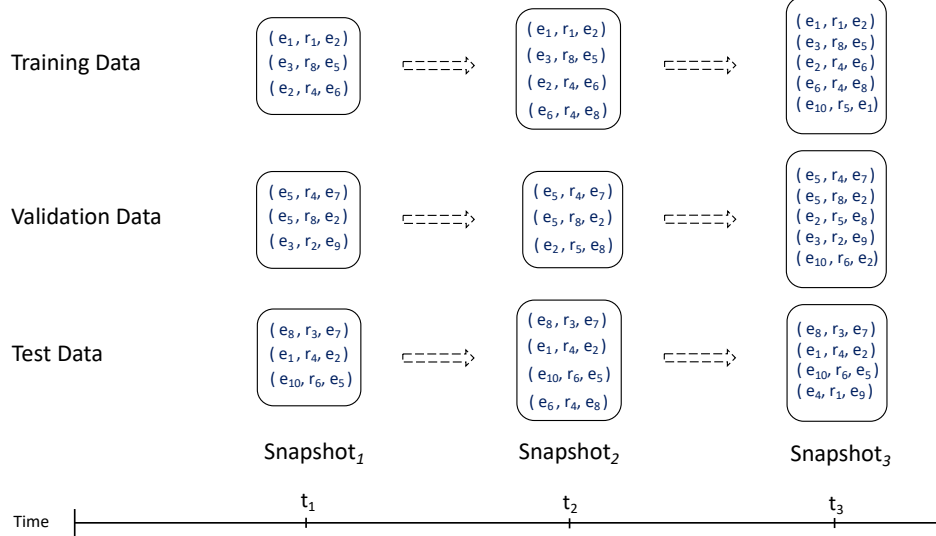 Training Data
( e₁ , r₁, e₂ )
( e₃ , r₈, e₅ )
( e₂ , r₄, e₆ )
( e₁ , r₁, e₂ )
( e₃ , r₈, e₅ )
( e₂ , r₄, e₆ )
( e₆ , r₄, e₈ )
( e₁ , r₁, e₂ )
( e₃ , r₈, e₅ )
( e₂ , r₄, e₆ )
( e₆ , r₄, e₈ )
( e₁₀ , r₅, e₁ )
Validation Data
( e₅ , r₄, e₇ )
( e₅ , r₈, e₂ )
( e₃ , r₂, e₉ )
( e₅ , r₄, e₇ )
( e₅ , r₈, e₂ )
( e₂ , r₅, e₈ )
( e₅ , r₄, e₇ )
( e₅ , r₈, e₂ )
( e₂ , r₅, e₈ )
( e₃ , r₂, e₉ )
( e₁₀ , r₆, e₂ )
Test Data
( e₈ , r₃, e₇ )
( e₁ , r₄, e₂ )
( e₁₀, r₆, e₅ )
( e₈ , r₃, e₇ )
( e₁ , r₄, e₂ )
( e₁₀, r₆, e₅ )
( e₆ , r₄, e₈ )
( e₈ , r₃, e₇ )
( e₁ , r₄, e₂ )
( e₁₀, r₆, e₅ )
( e₄, r₁, e₉ )
Snapshot₁ Snapshot₂ Snapshot₃
t₁ t₂ t₃
Time